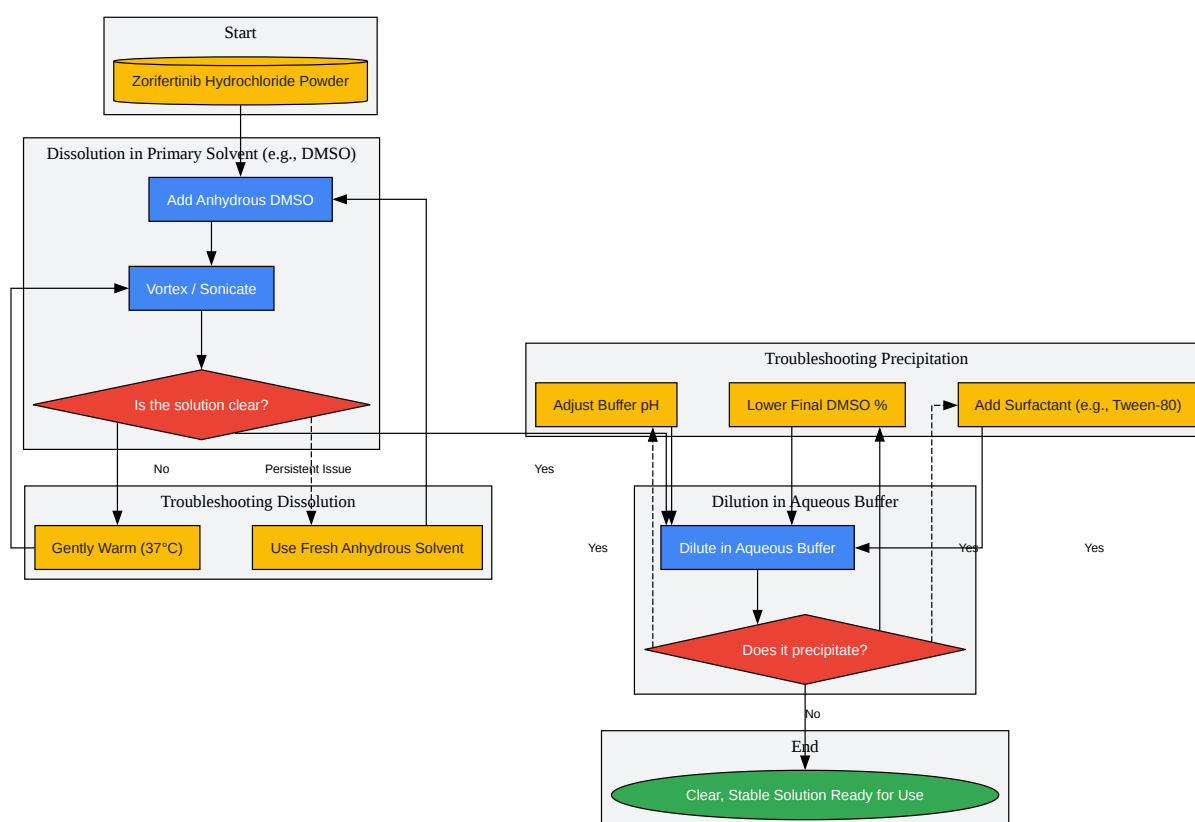 Start
Zorifertinib Hydrochloride Powder
Dissolution in Primary Solvent (e.g., DMSO)
Add Anhydrous DMSO
Vortex / Sonicate
Is the solution clear?
No
Persistent Issue
Yes
Troubleshooting Dissolution
Gently Warm (37°C)
Use Fresh Anhydrous Solvent
Troubleshooting Precipitation
Adjust Buffer pH
Lower Final DMSO %
Add Surfactant (e.g., Tween-80)
Dilution in Aqueous Buffer
Dilute in Aqueous Buffer
Yes
Yes
Yes
Does it precipitate?
No
End
Clear, Stable Solution Ready for Use